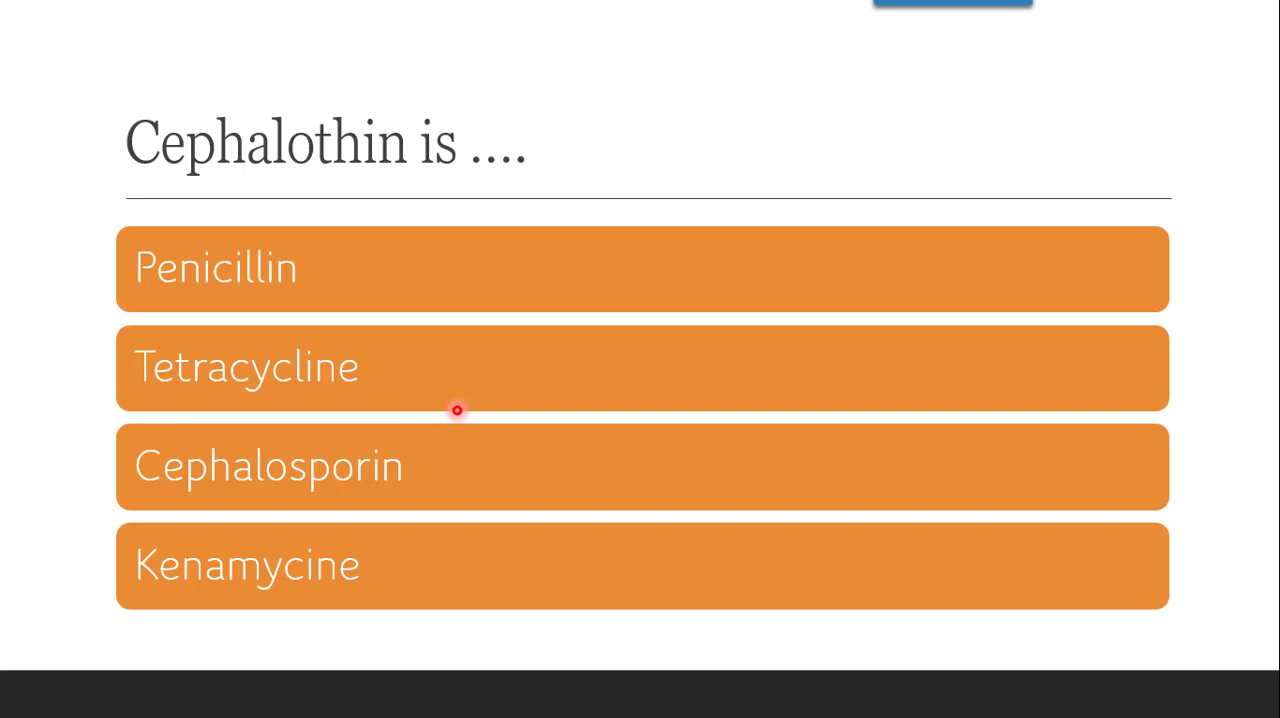 Cephalothin is ....
Penicillin
Tetracycline
Cephalosporin
Kenamycine